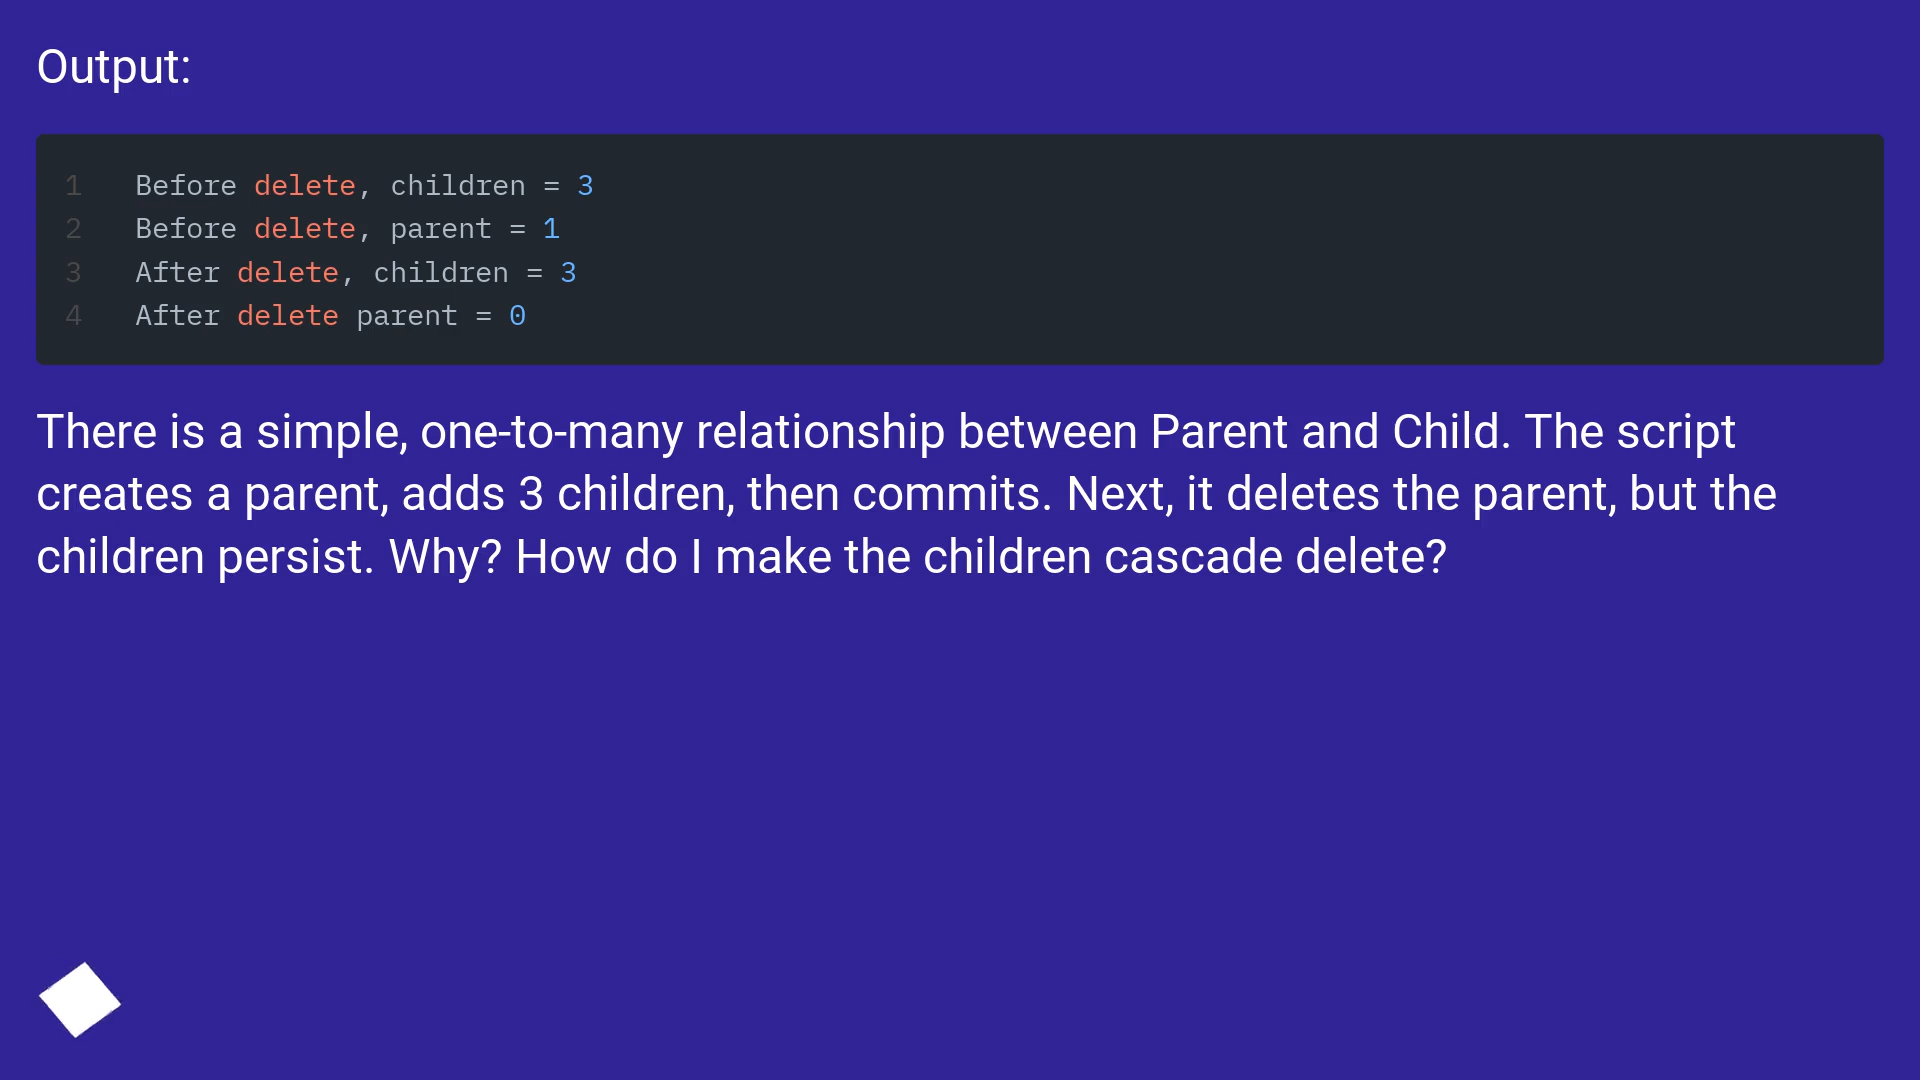 Output:
1 Before delete, children = 3
2 Before delete, parent = 1
3 After delete, children = 3
4 After delete parent = 0
There is a simple, one-to-many relationship between Parent and Child. The script
creates a parent, adds 3 children, then commits. Next, it deletes the parent, but the
children persist. Why? How do I make the children cascade delete?